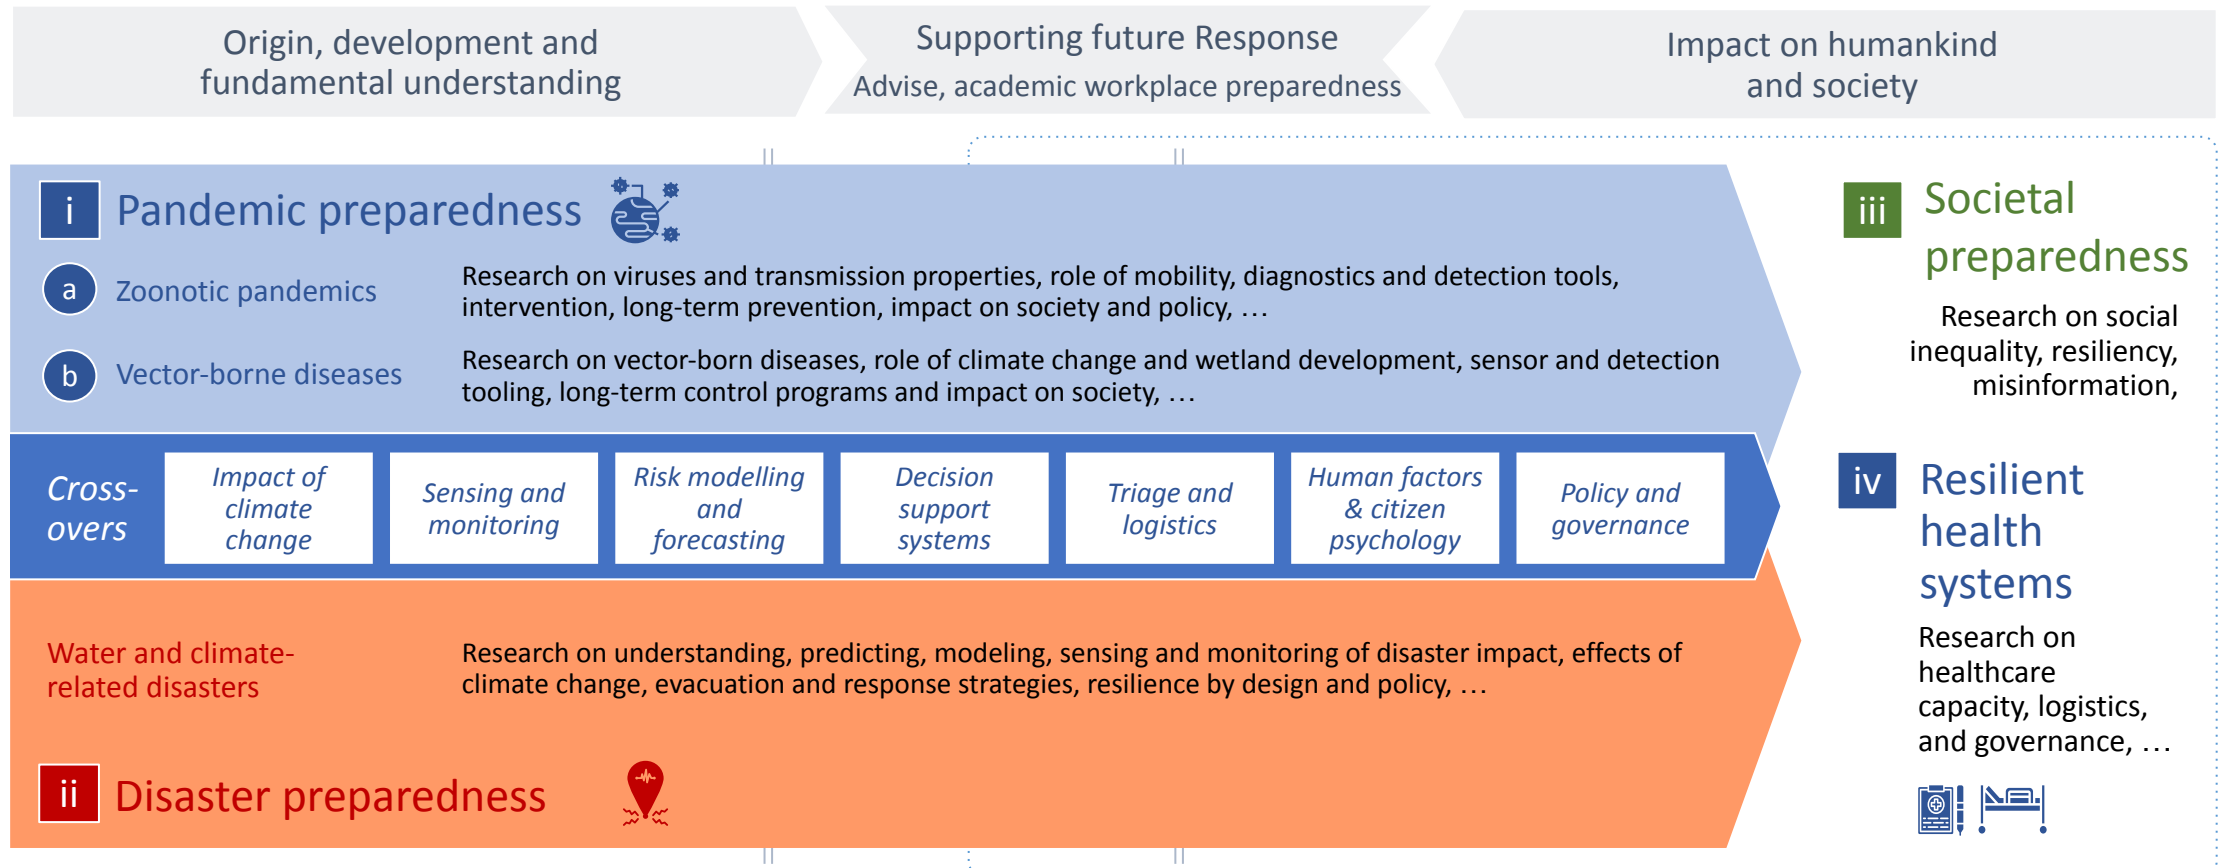 Origin, development and
fundamental understanding
Supporting future Response
Advise, academic workplace preparedness
Impact on humankind
and society
i
Pandemic preparedness
a
Zoonotic pandemics
Research on viruses and transmission properties, role of mobility, diagnostics and detection tools,
intervention, long-term prevention, impact on society and policy, …
b
Vector-borne diseases
Research on vector-born diseases, role of climate change and wetland development, sensor and detection
tooling, long-term control programs and impact on society, …
Cross-
overs
Impact of
climate
change
Sensing and
monitoring
Risk modelling
and
forecasting
Decision
support
systems
Triage and
logistics
Human factors
& citizen
psychology
Policy and
governance
Water and climate-
related disasters
Research on understanding, predicting, modeling, sensing and monitoring of disaster impact, effects of
climate change, evacuation and response strategies, resilience by design and policy, …
ii
Disaster preparedness
iii
Societal
preparedness
Research on social
inequality, resiliency,
misinformation,
iv
Resilient
health
systems
Research on
healthcare
capacity, logistics,
and governance, …